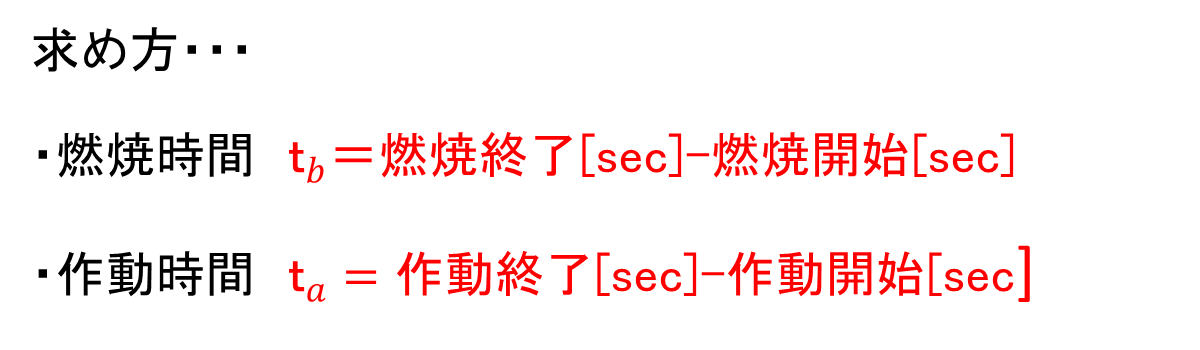 求め方・・・
・燃焼時間 t_b＝燃焼終了[sec]-燃焼開始[sec]
・作動時間 t_a = 作動終了[sec]-作動開始[sec]